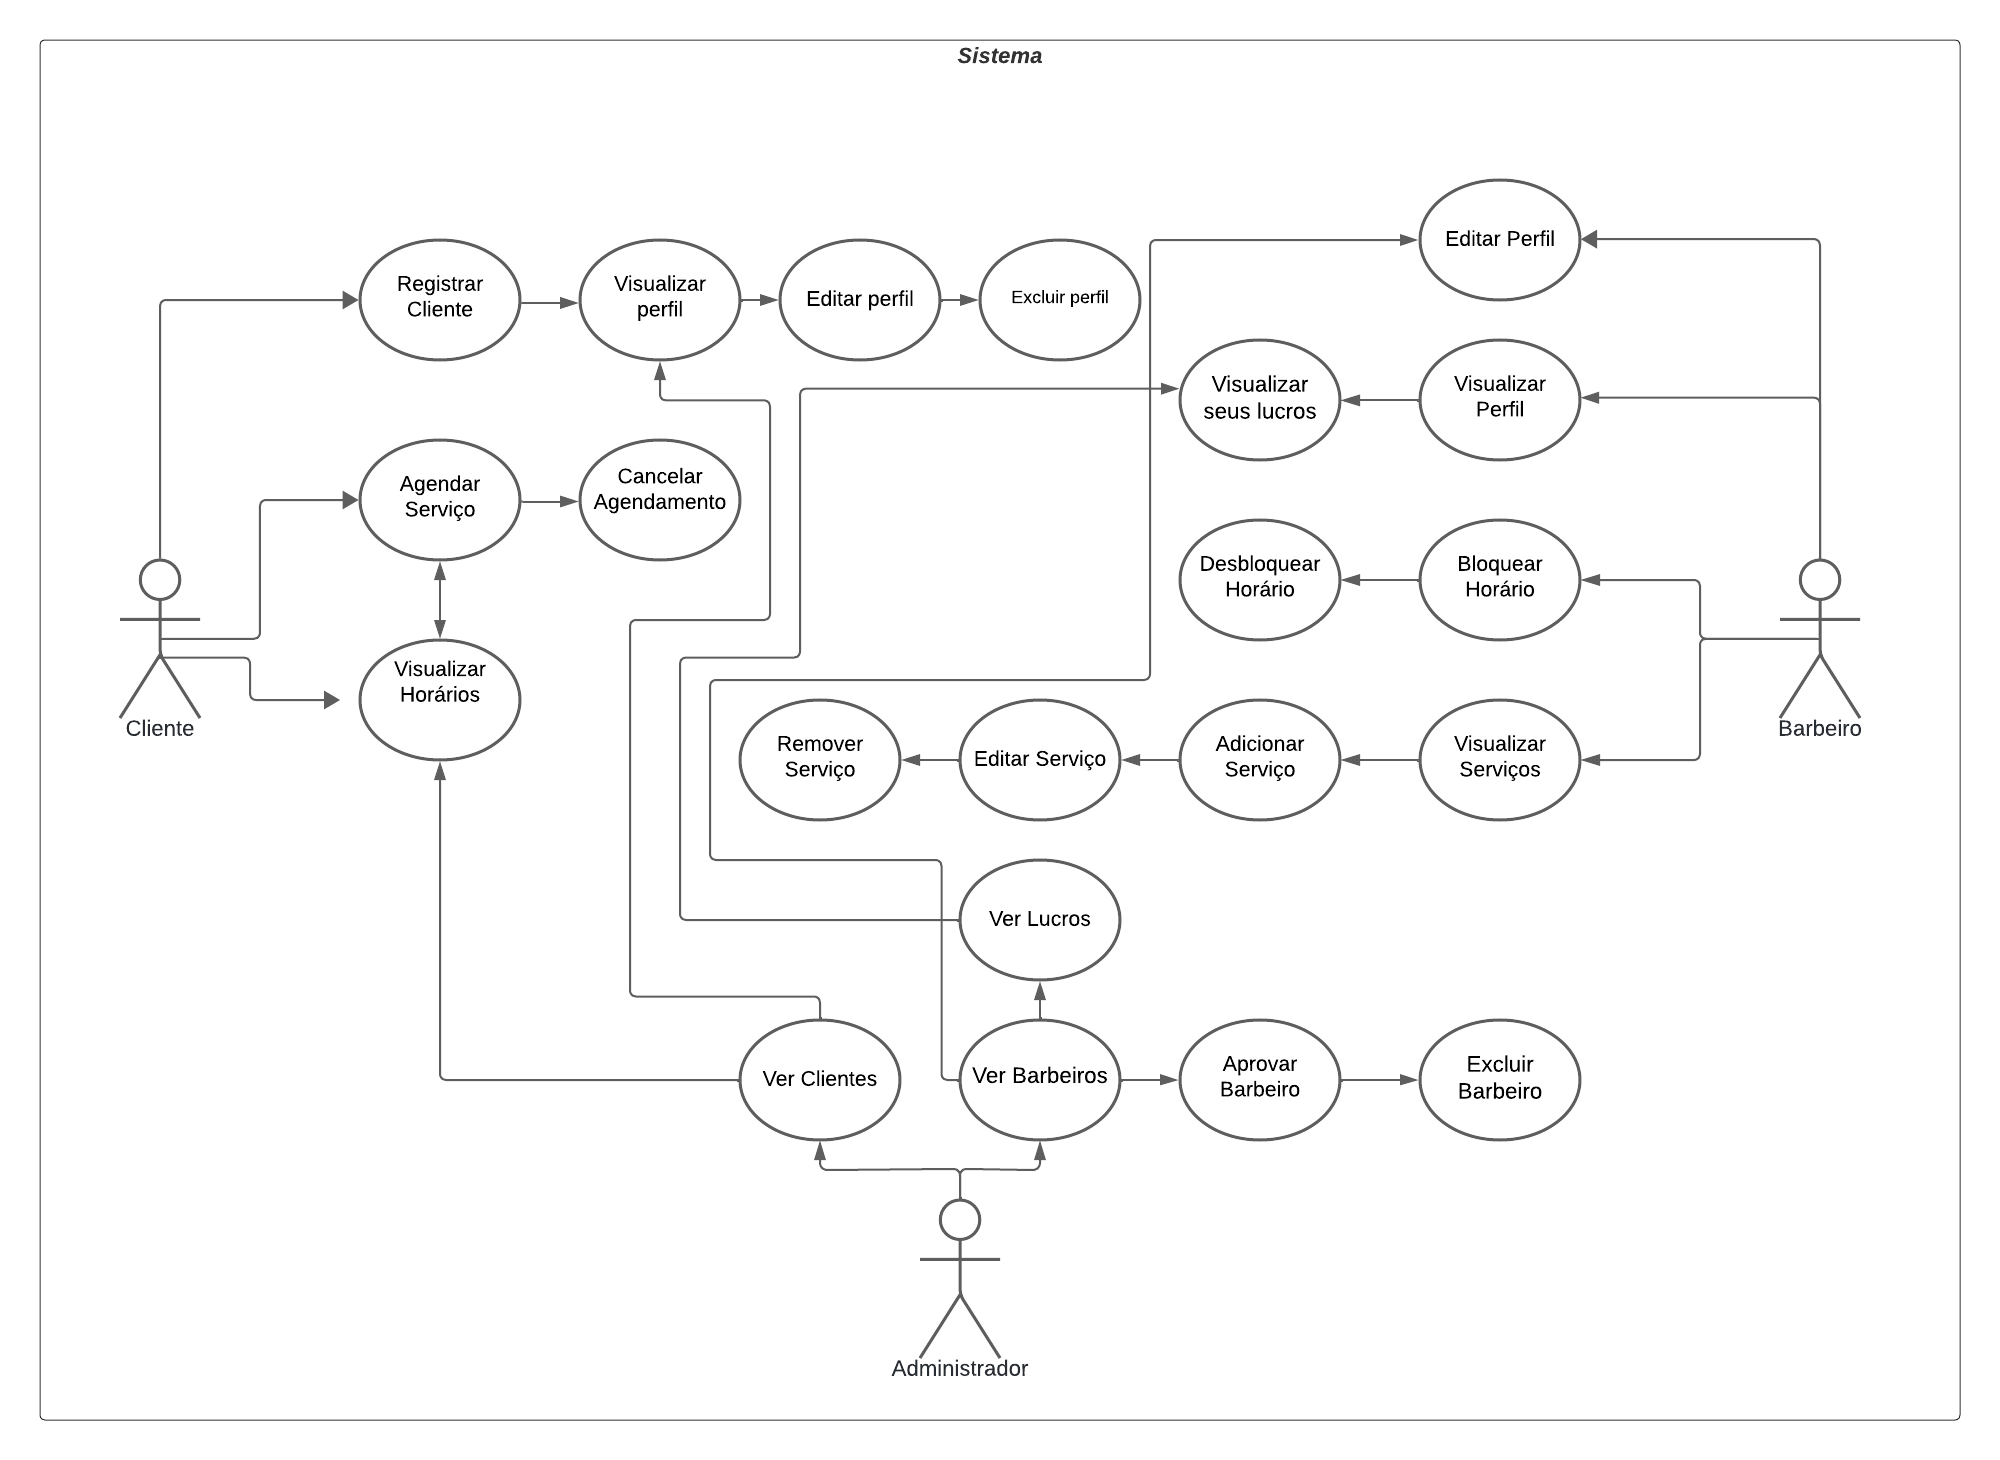 Sistema
Editar Perfil
Registrar
Cliente
Visualizar
perfil
Editar perfil
Excluir perfil
Visualizar
seus lucros
Visualizar
Perfil
Agendar
Serviço
Cancelar
Agendamento
Desbloquear
Horário
Bloquear
Horário
Visualizar
Horários
Cliente
Barbeiro
Remover
Serviço
Editar Serviço
Adicionar
Serviço
Visualizar
Serviços
Ver Lucros
Ver Clientes
Ver Barbeiros
Aprovar
Barbeiro
Excluir
Barbeiro
Administrador